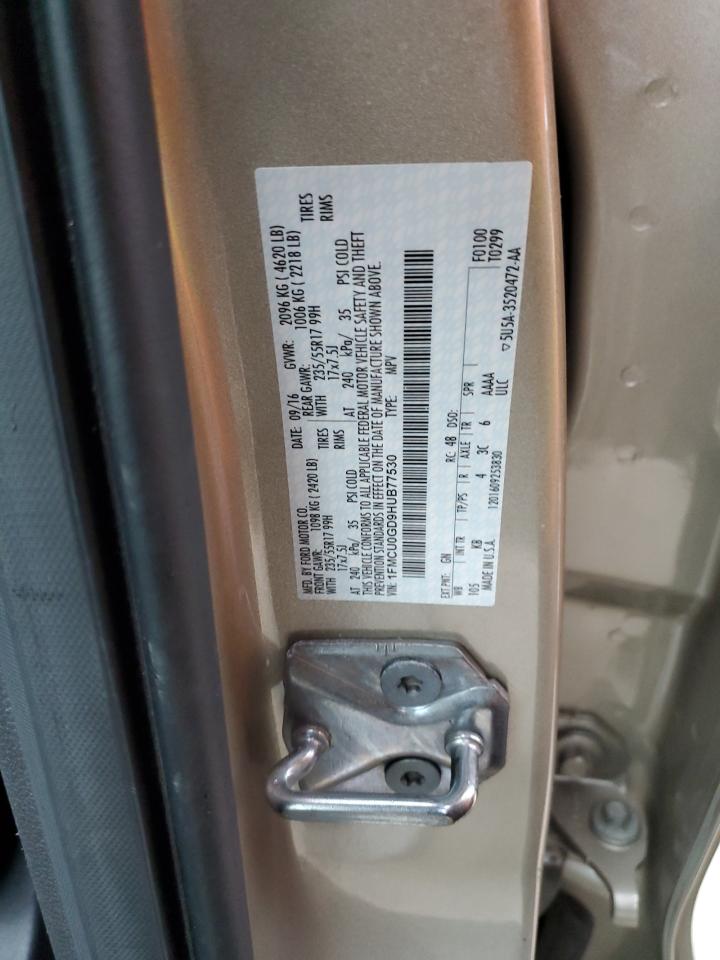 MFD. BY FORD MOTOR CO. DATE: 09/16 GVWR: 2096 KG ( 4620 LB)
FRONT GAWR: 1098 KG (2420 LB) REAR GAWR: 1006 KG ( 2218 LB)
WITH 235/55R17 99H TIRES WITH 235/55R17 99H TIRES
17x7.5J RIMS 17x7.5J RIMS
AT 240 kPa/ 35 PSI COLD AT 240 kPa/ 35 PSI COLD
THIS VEHICLE CONFORMS TO ALL APPLICABLE FEDERAL MOTOR VEHICLE SAFETY AND THEFT
PREVENTION STANDARDS IN EFFECT ON THE DATE OF MANUFACTURE SHOWN ABOVE.
VIN: 1FMCU0GD9HUB77530 TYPE: MPV
EXT PNT: GN RC: 48 DSO: F0100
WB INT TR TP/PS R AXLE TR SPR T0299
105 KB 4 3C 6 AAAA
MADE IN U.S.A. 1201609253830 ULC ▽5U5A-3520472-AA